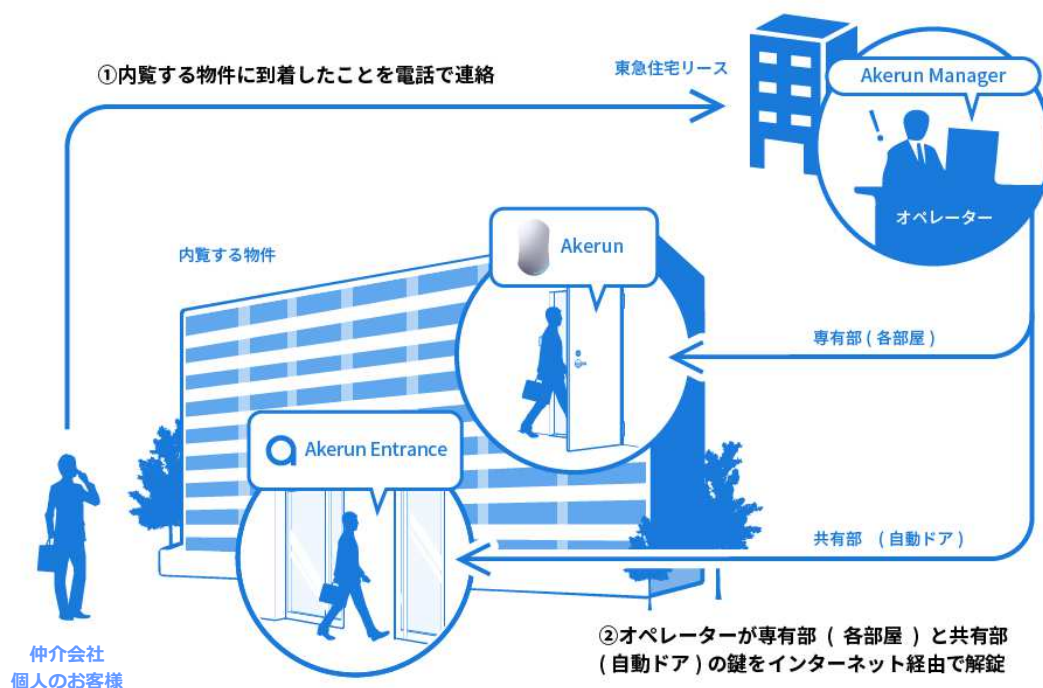 ①内覧する物件に到着したことを電話で連絡
東急住宅リース
Akerun Manager
オペレーター
内覧する物件
Akerun
専有部 ( 各部屋 )
Akerun Entrance
共有部 ( 自動ドア )
②オペレーターが専有部 ( 各部屋 ) と共有部
( 自動ドア ) の鍵をインターネット経由で解錠
仲介会社
個人のお客様